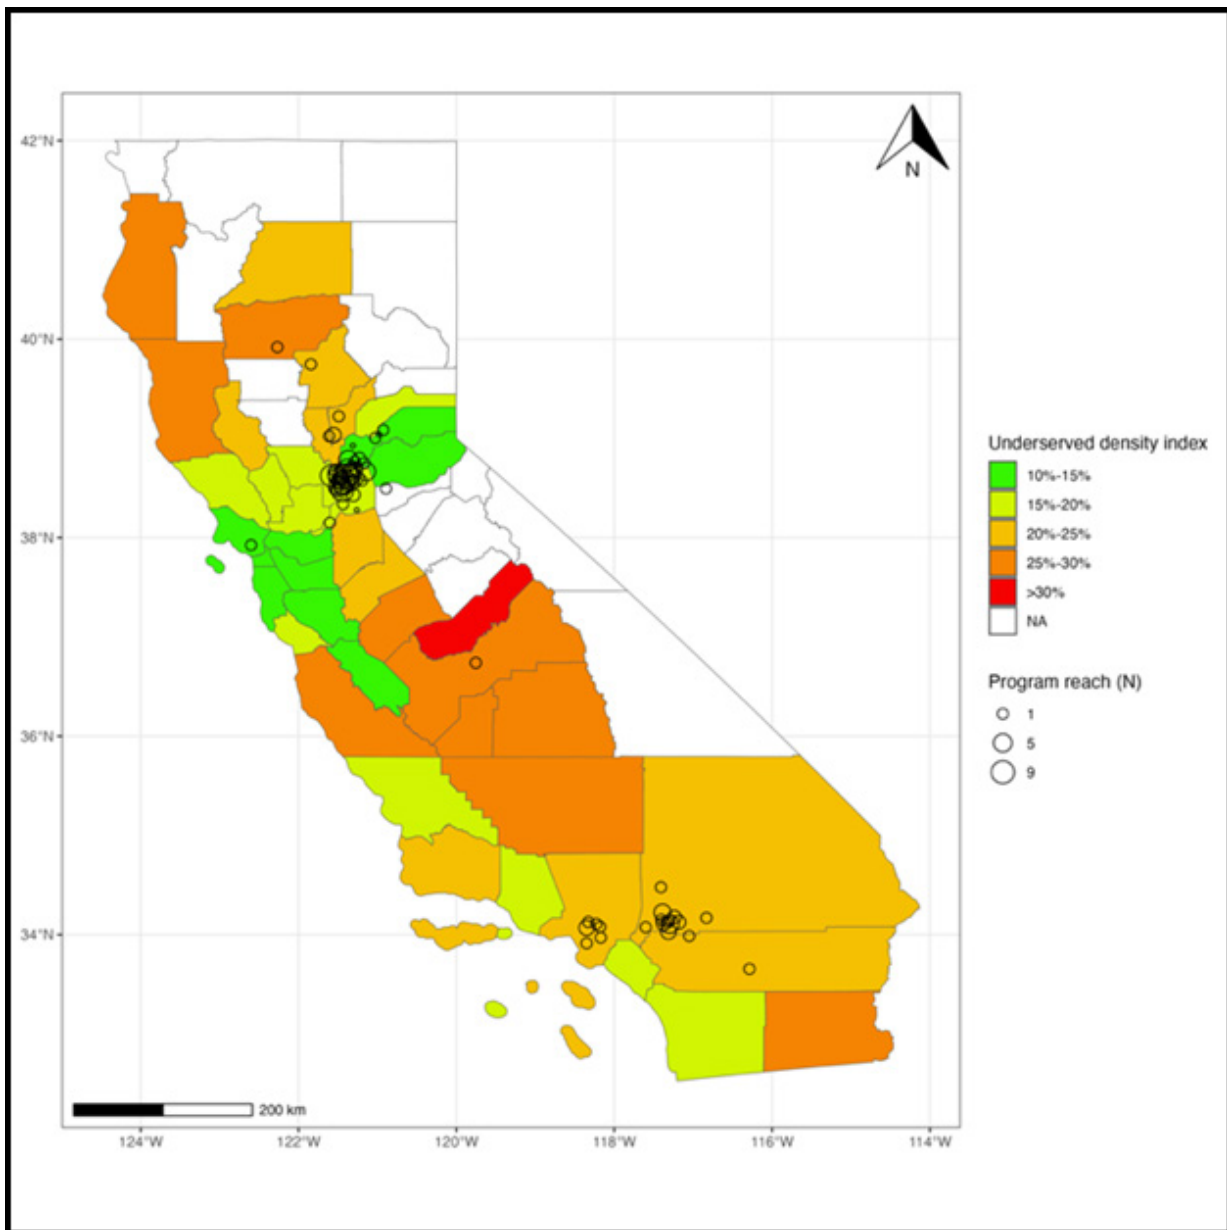 N
42°N
40°N
38°N
36°N
34°N
Underserved density index
10%-15%
15%-20%
20%-25%
25%-30%
>30%
NA
Program reach (N)
1
5
9
200 km
124°W
122°W
120°W
118°W
116°W
114°W